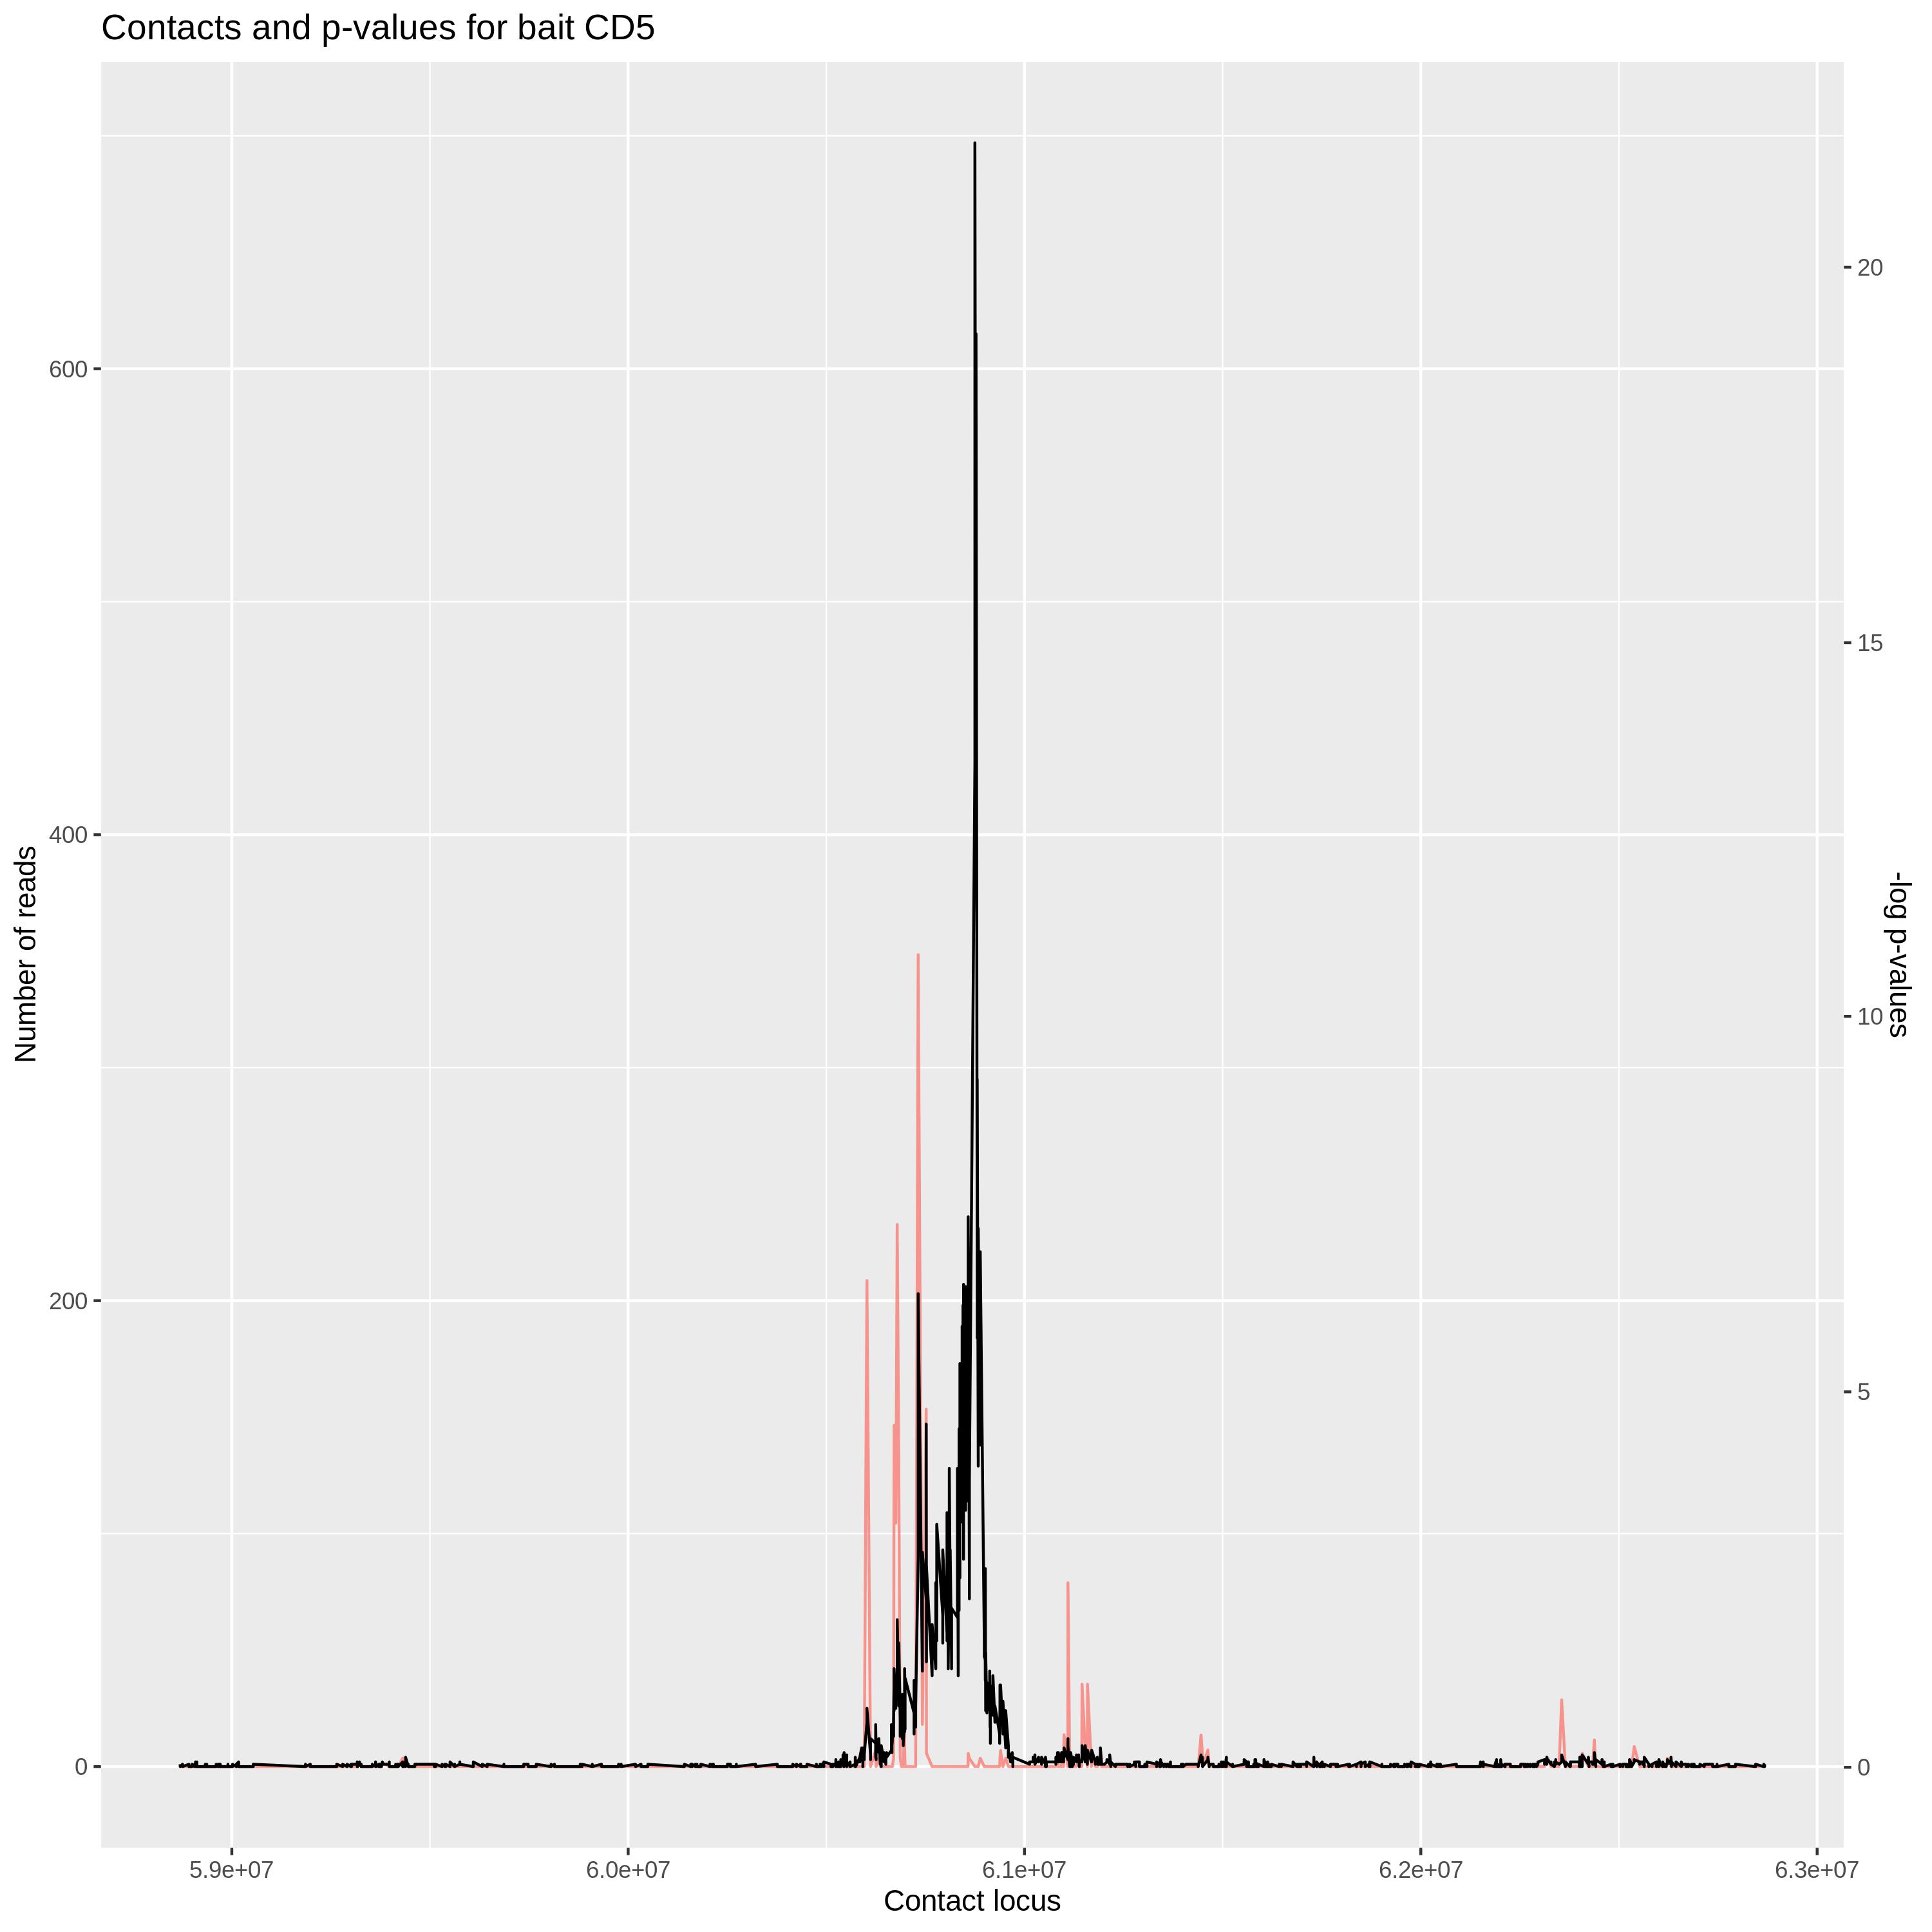 Contacts and p-values for bait CD5
600
400
200
0
Number of reads
20
15
10
5
0
-log p-values
5.9e+07
6.0e+07
6.1e+07
6.2e+07
6.3e+07
Contact locus